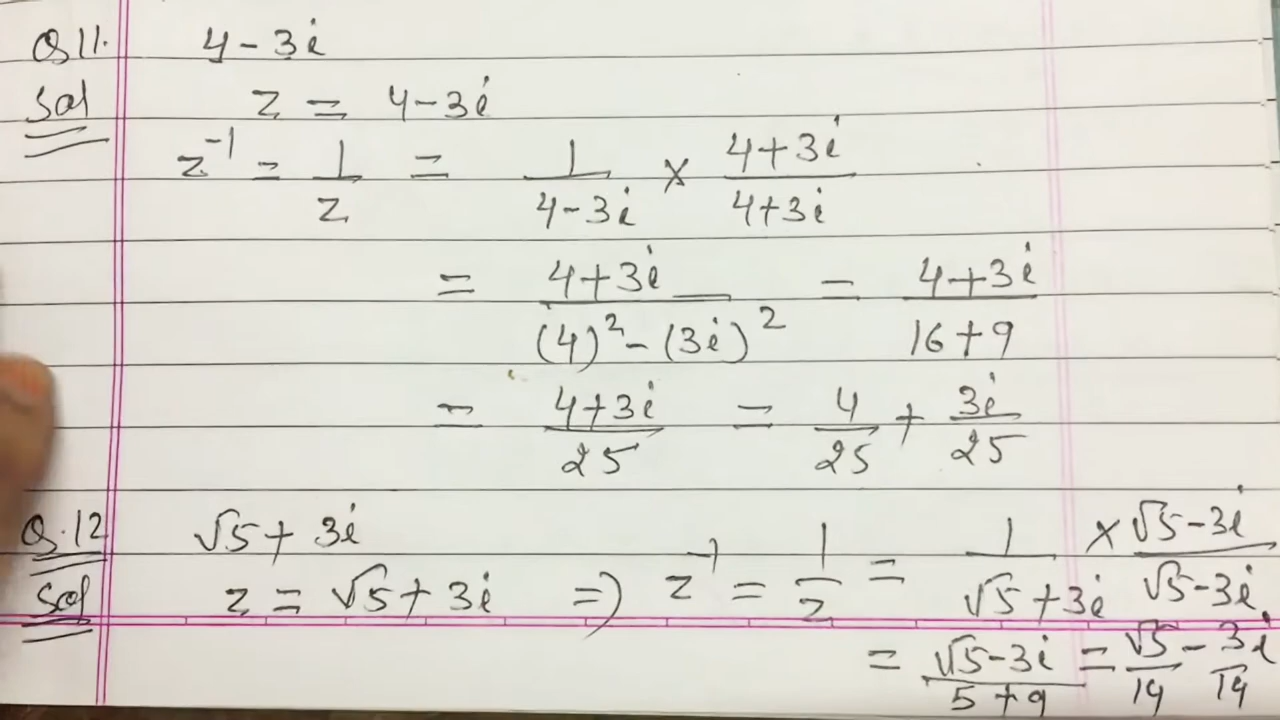 Q11. 4-3i
Sol z = 4-3i
z⁻¹ = 1/z = 1/(4-3i) × (4+3i)/(4+3i)
= (4+3i)/((4)²-(3i)²) = (4+3i)/(16+9)
= (4+3i)/25 = 4/25 + 3i/25
Q.12 √5 + 3i
Sol z = √5 + 3i => z⁻¹ = 1/z = 1/(√5+3i) × (√5-3i)/(√5-3i)
= (√5-3i)/(5+9) = √5/14 - 3i/14